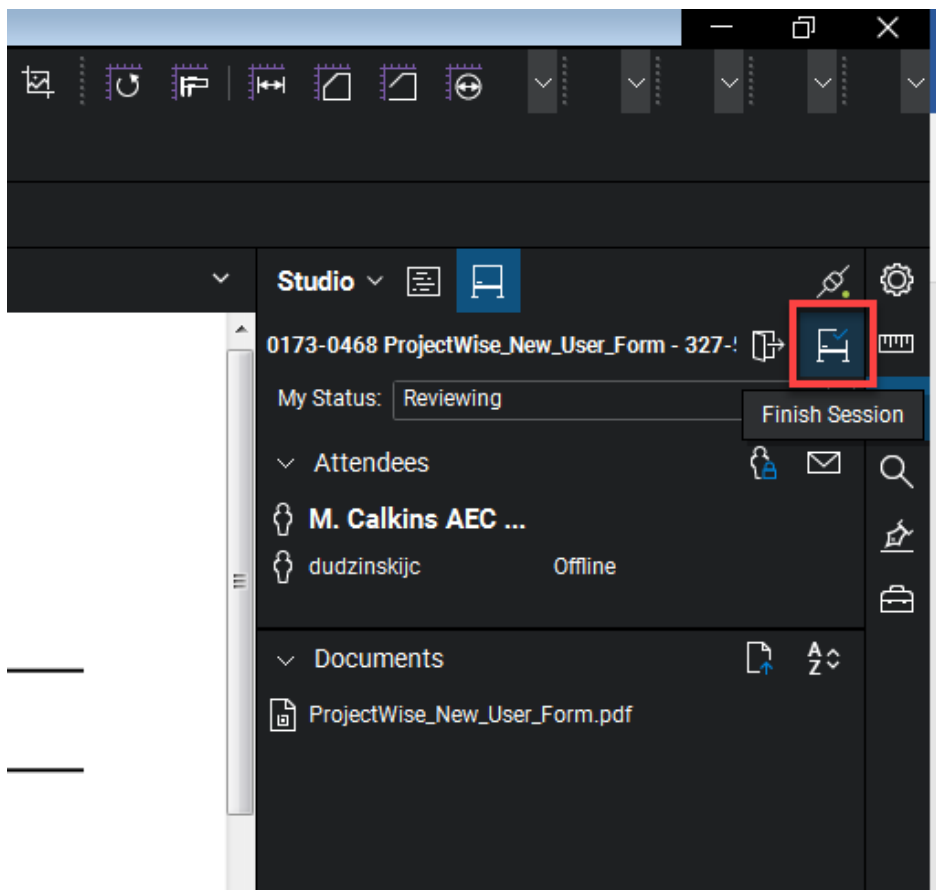 Studio
0173-0468 ProjectWise_New_User_Form - 327-
My Status: Reviewing
Finish Session
Attendees
M. Calkins AEC ...
dudzinskijc Offline
Documents
A
Z
ProjectWise_New_User_Form.pdf